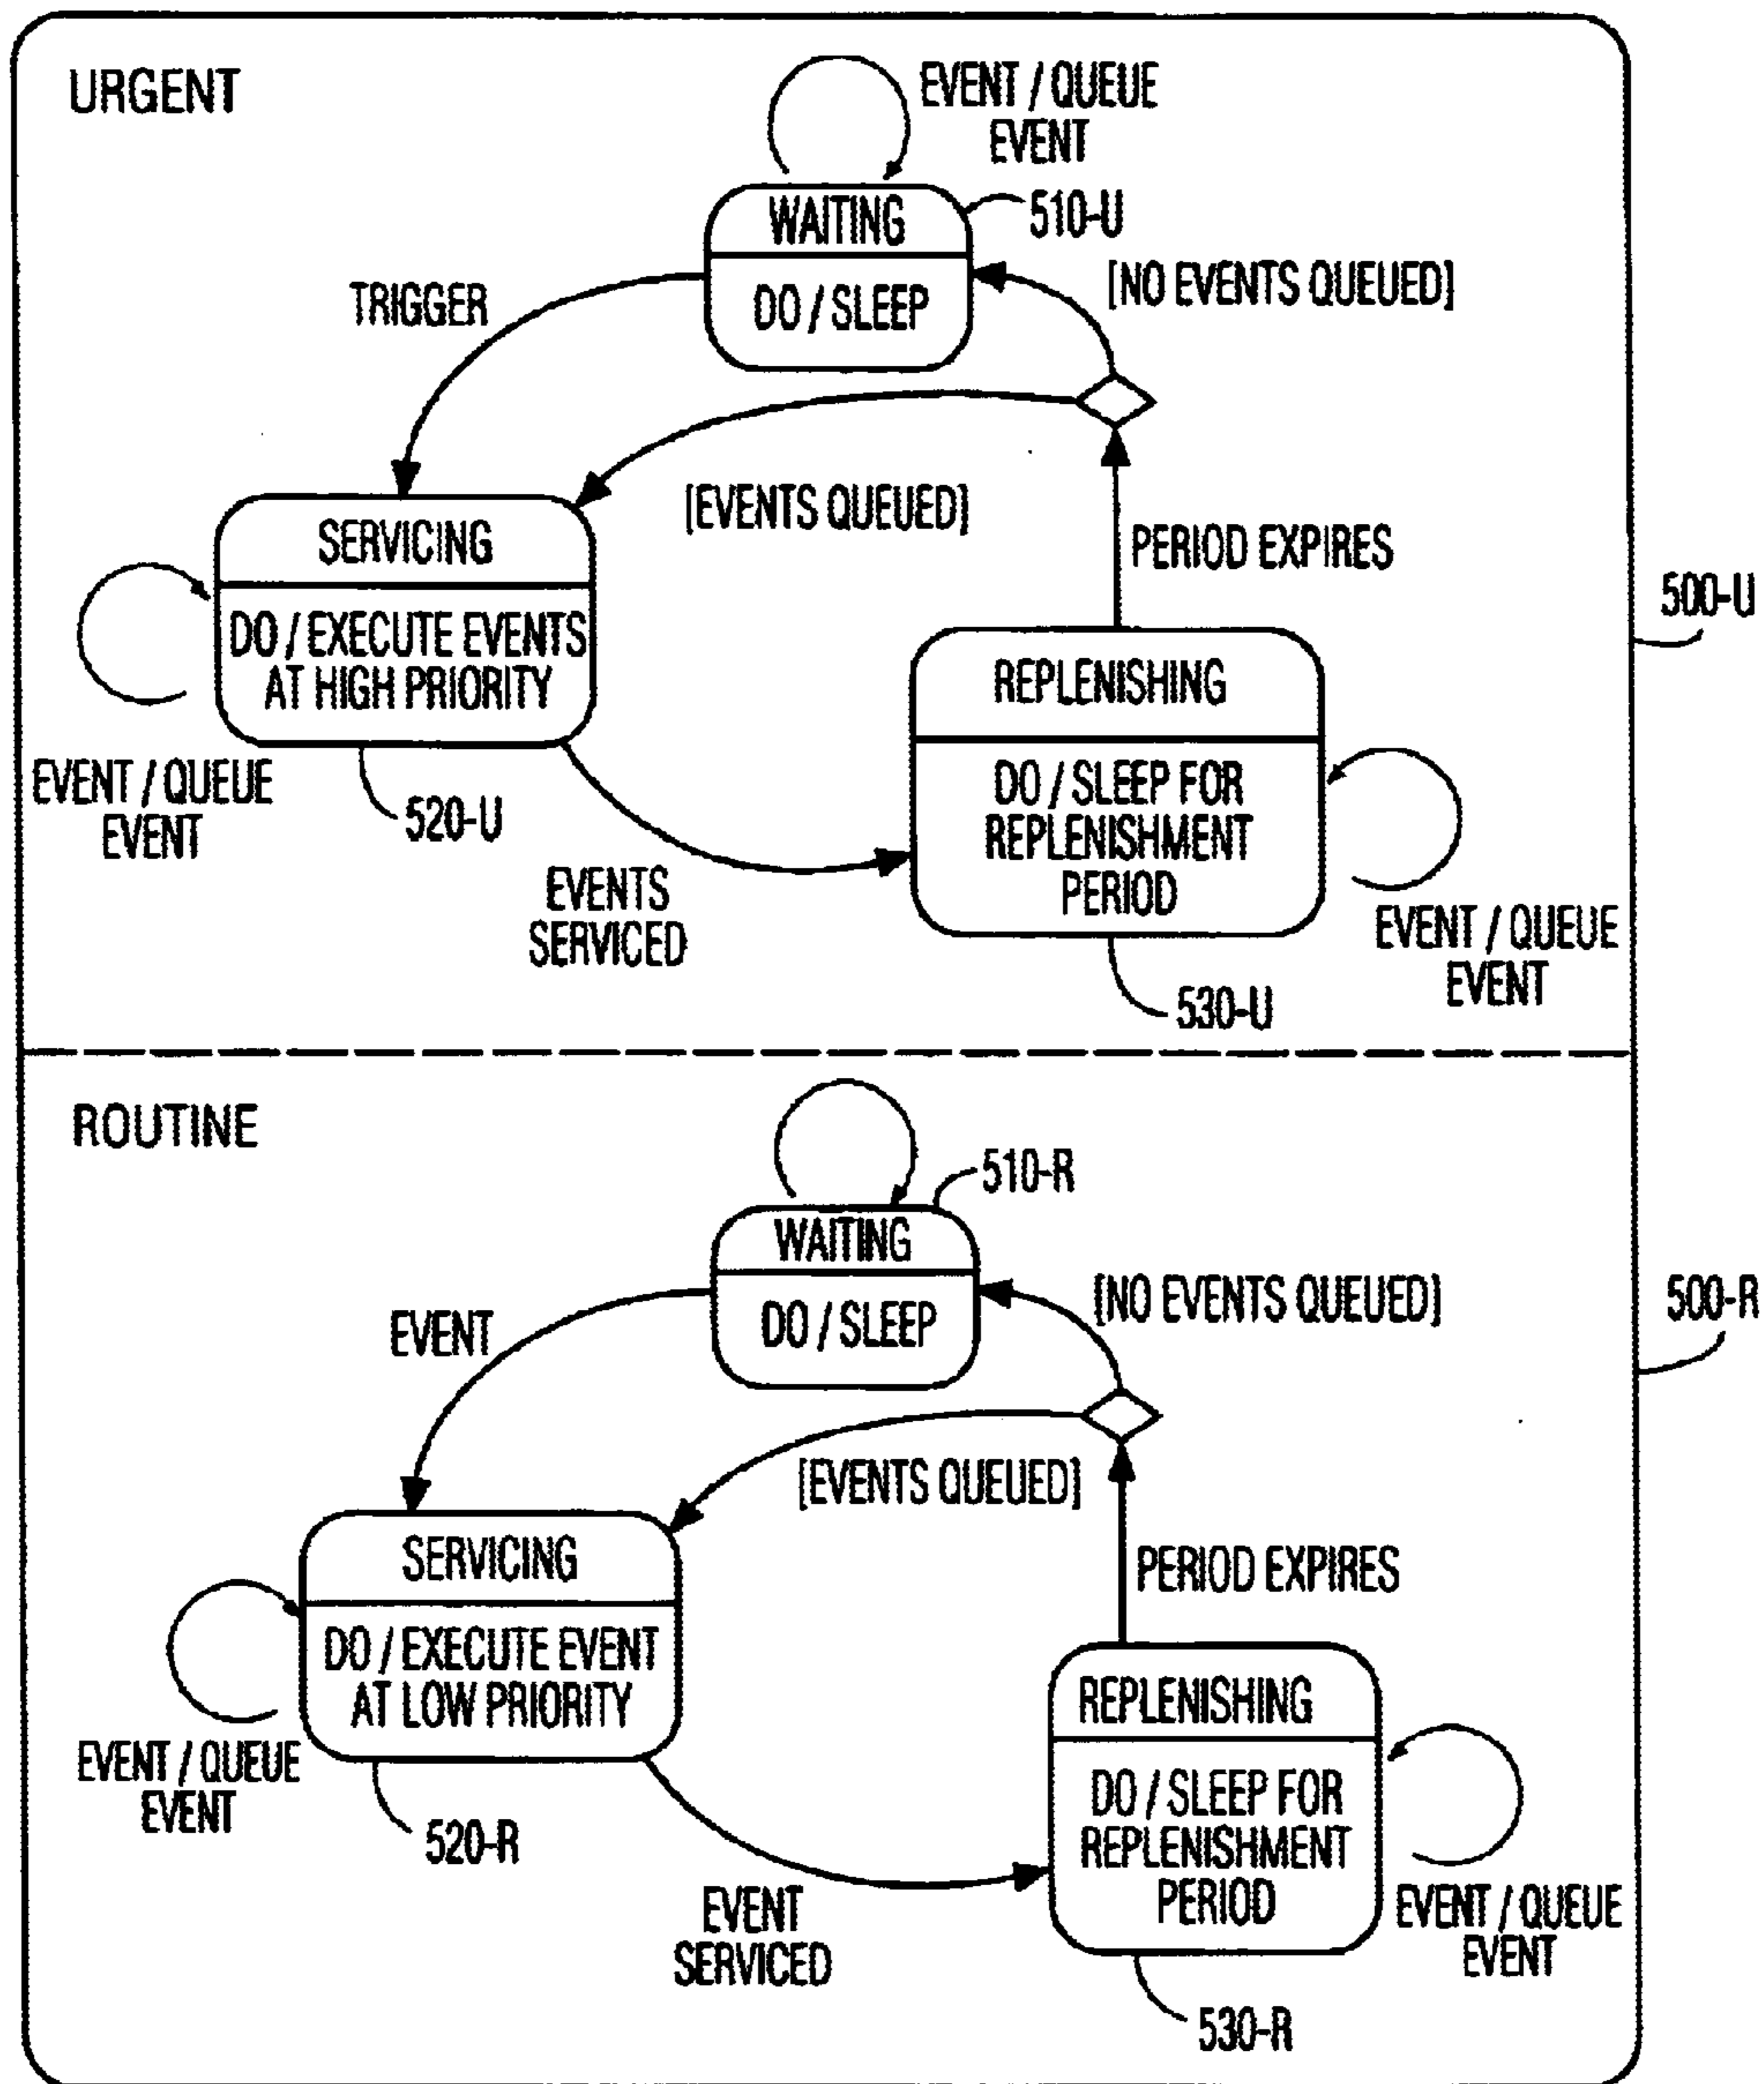 URGENT
EVENT / QUEUE
EVENT
WAITING
510-U
DO / SLEEP
[NO EVENTS QUEUED]
TRIGGER
[EVENTS QUEUED]
SERVICING
PERIOD EXPIRES
500-U
DO / EXECUTE EVENTS
AT HIGH PRIORITY
REPLENISHING
DO / SLEEP FOR
REPLENISHMENT
PERIOD
EVENT / QUEUE
EVENT
520-U
EVENTS
SERVICED
EVENT / QUEUE
EVENT
530-U
ROUTINE
510-R
WAITING
DO / SLEEP
[NO EVENTS QUEUED]
500-R
EVENT
[EVENTS QUEUED]
SERVICING
PERIOD EXPIRES
DO / EXECUTE EVENT
AT LOW PRIORITY
REPLENISHING
DO / SLEEP FOR
REPLENISHMENT
PERIOD
EVENT / QUEUE
EVENT
520-R
EVENT
SERVICED
EVENT / QUEUE
EVENT
530-R